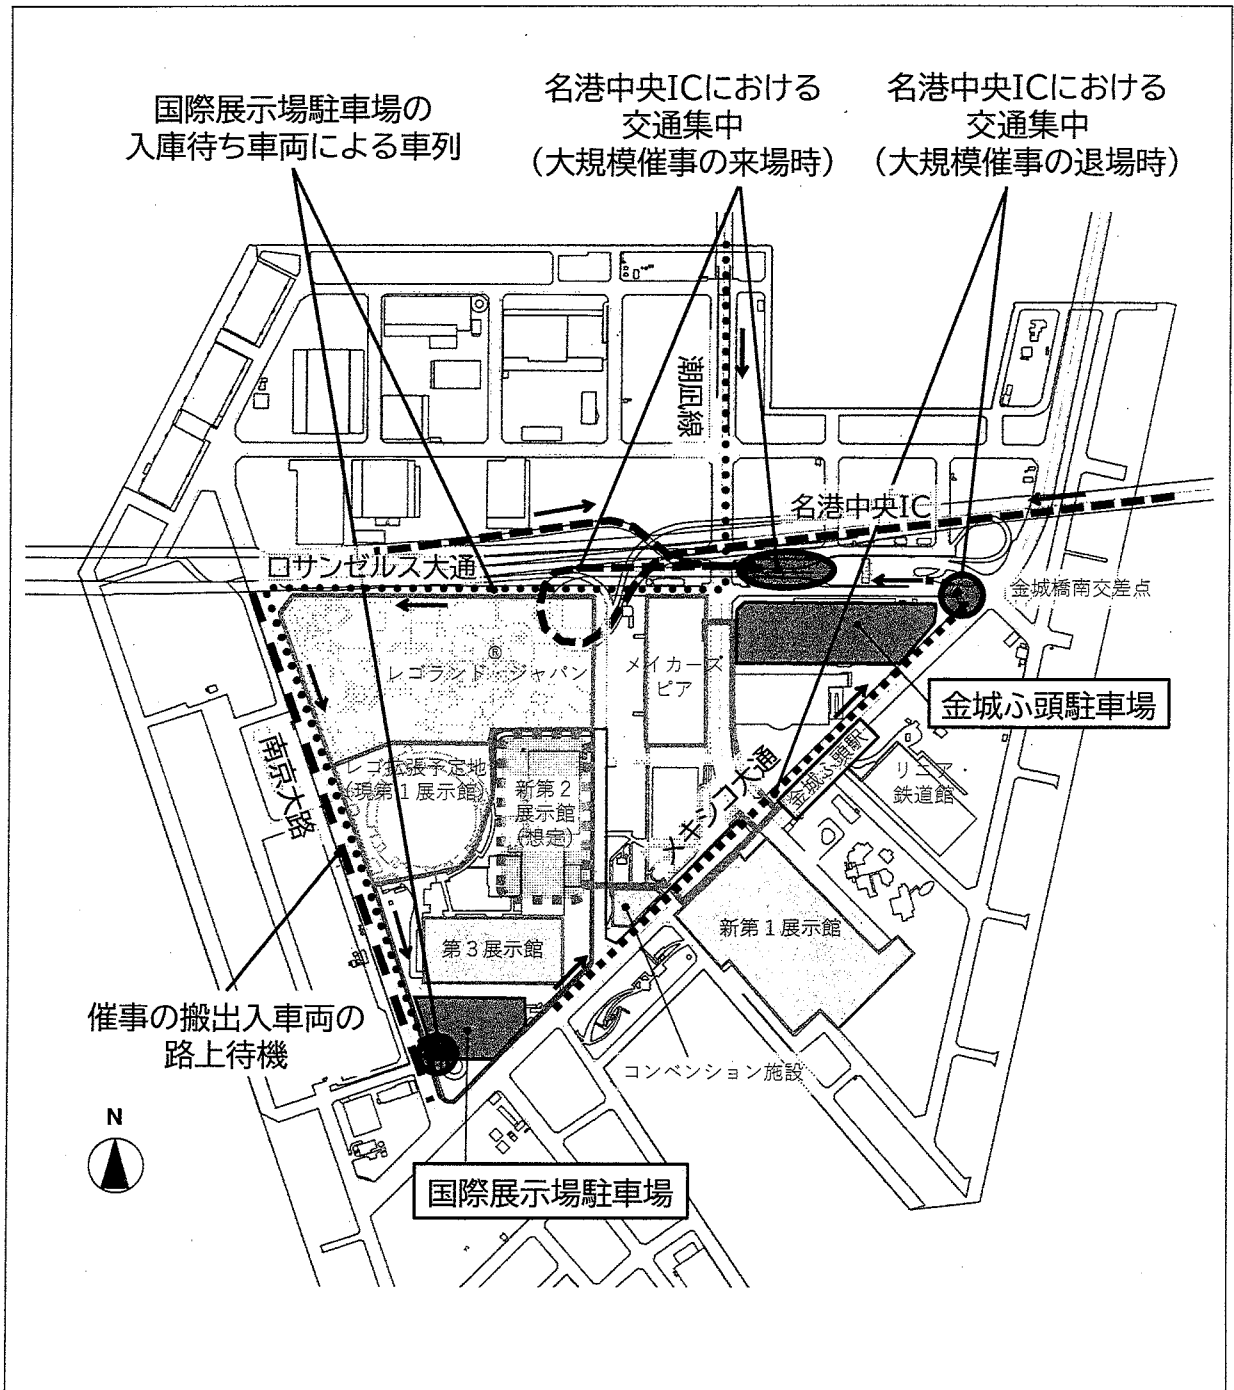 国際展示場駐車場の
入庫待ち車両による車列
名港中央ICにおける
交通集中
(大規模催事の来場時)
名港中央ICにおける
交通集中
(大規模催事の退場時)
潮凪線
名港中央IC
ロサンゼルス大通
金城橋南交差点
®
レゴランド・ジャパン
メイカーズ
ピア
金城ふ頭駐車場
南京大路
レゴ拡張予定地
(現第1展示館)
新第2
展示館
(想定)
メキシコ大通
金城ふ頭駅
リニア・
鉄道館
第3展示館
新第1展示館
催事の搬出入車両の
路上待機
コンベンション施設
N
国際展示場駐車場